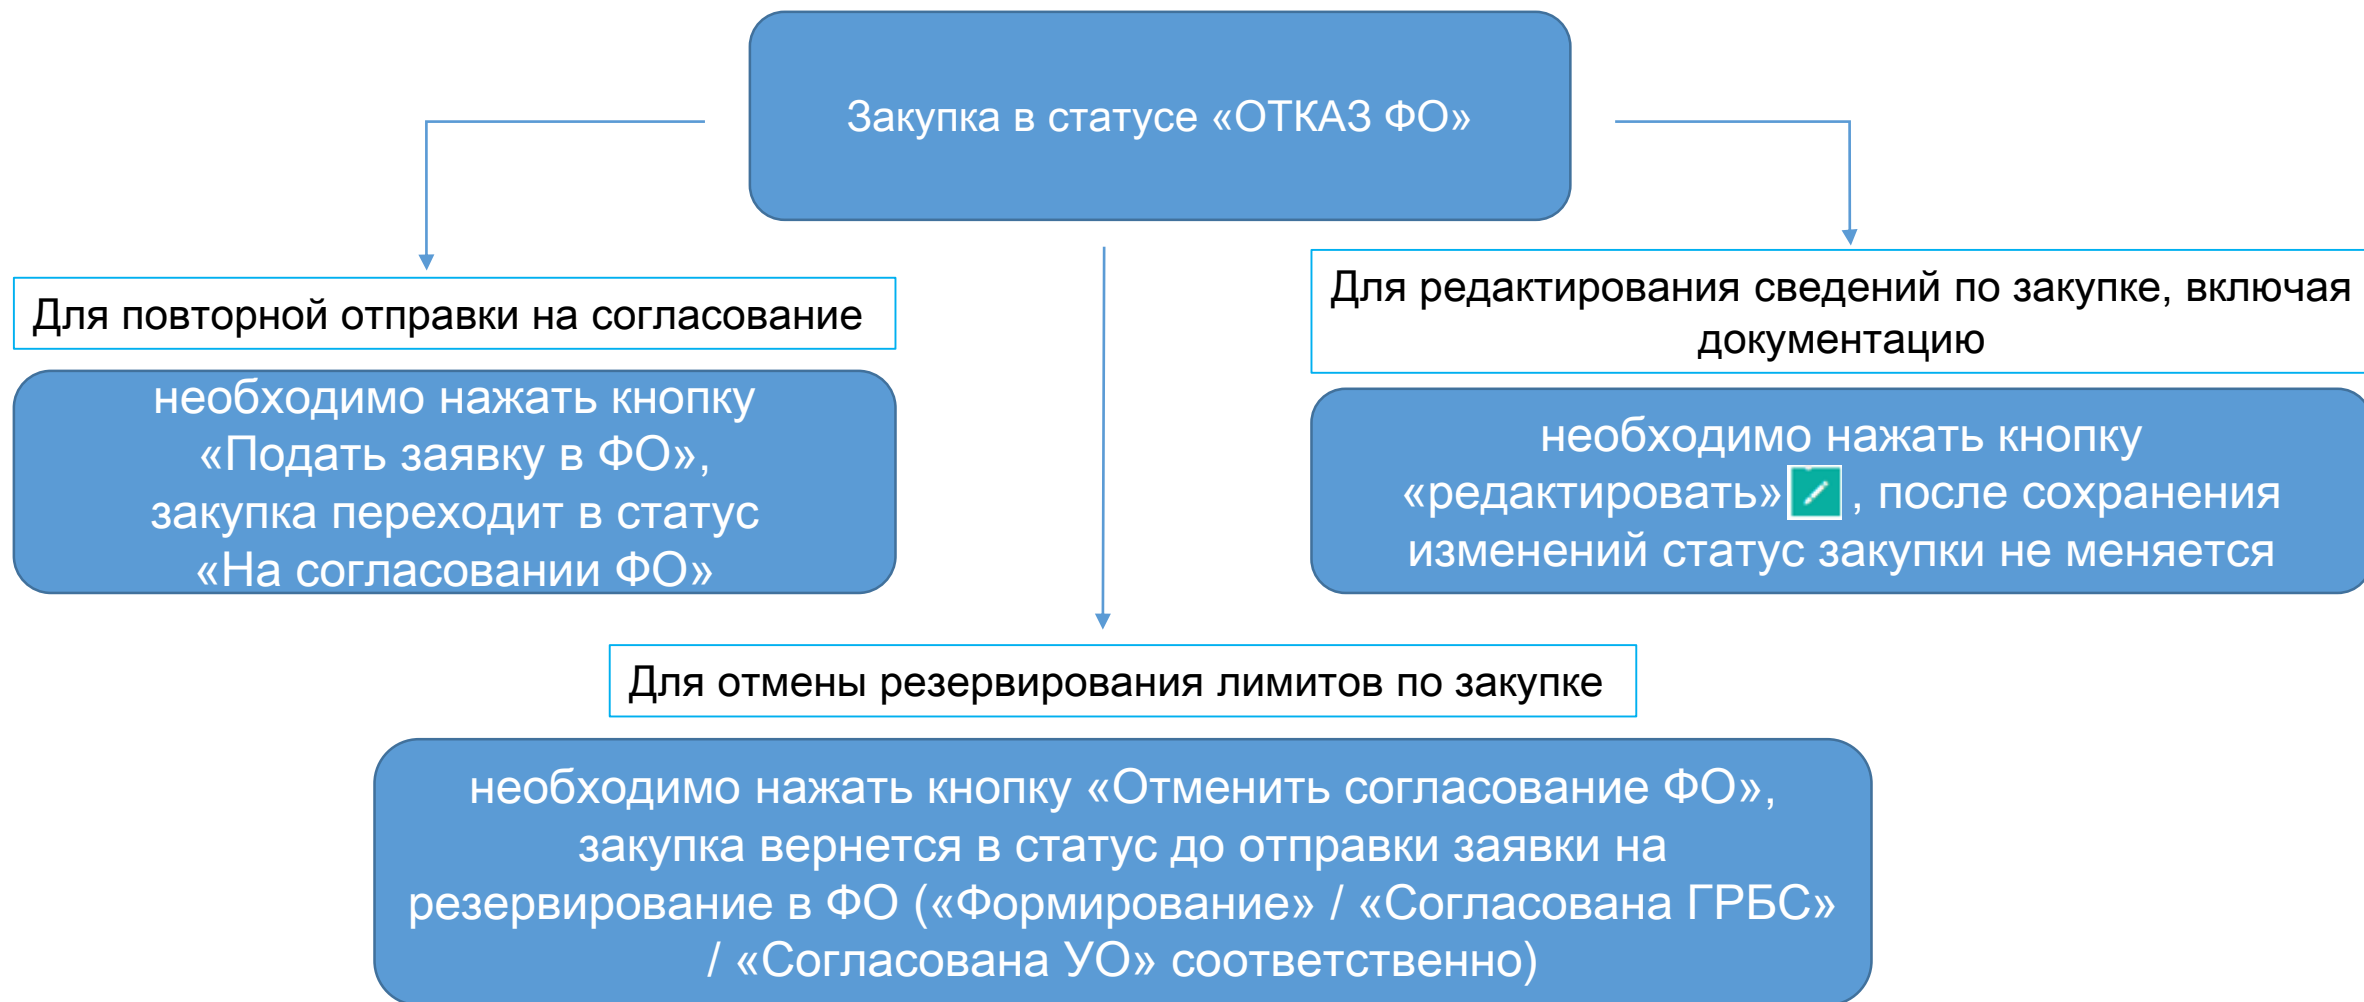 Закупка в статусе «ОТКАЗ ФО»
Для повторной отправки на согласование
необходимо нажать кнопку
«Подать заявку в ФО»,
закупка переходит в статус
«На согласовании ФО»
Для редактирования сведений по закупке, включая
документацию
необходимо нажать кнопку
«редактировать» , после сохранения
изменений статус закупки не меняется
Для отмены резервирования лимитов по закупке
необходимо нажать кнопку «Отменить согласование ФО»,
закупка вернется в статус до отправки заявки на
резервирование в ФО («Формирование» / «Согласована ГРБС»
/ «Согласована УО» соответственно)